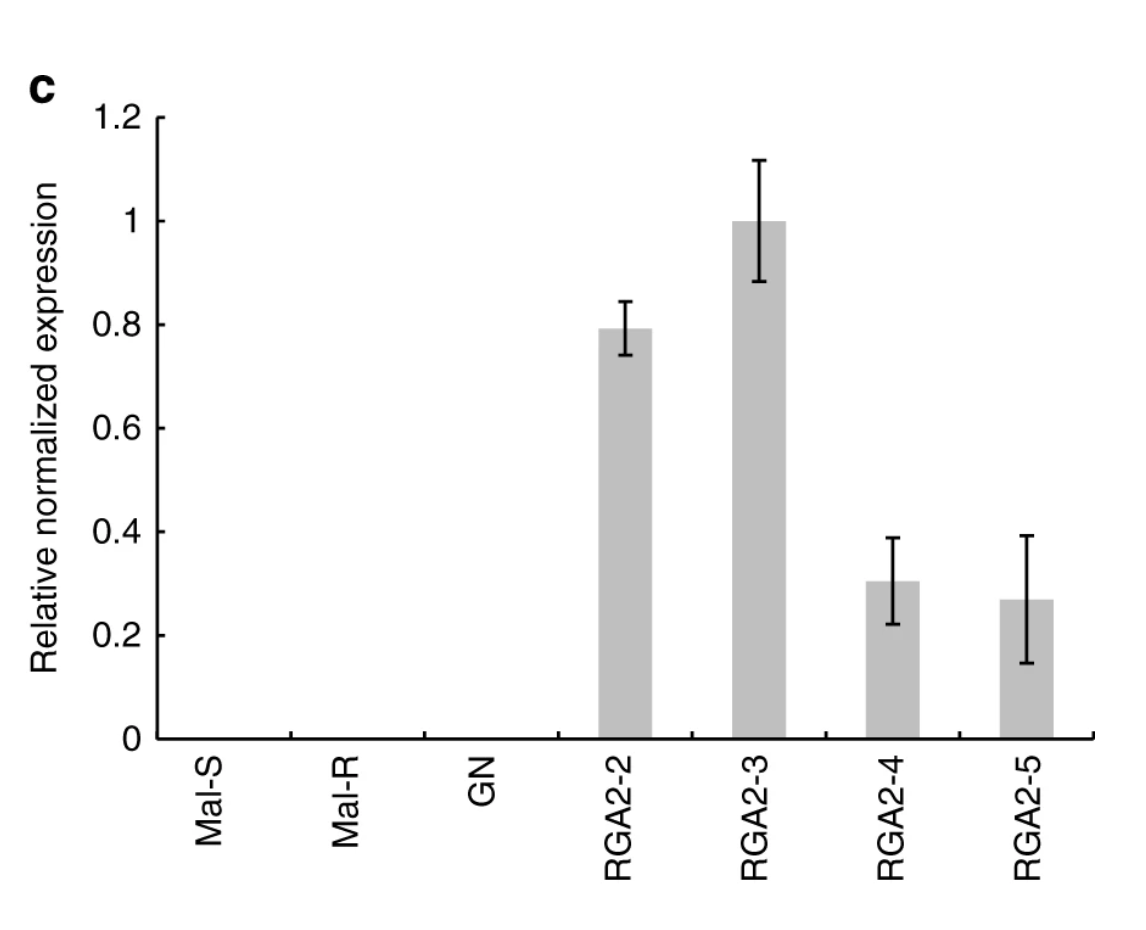 c
Relative normalized expression
1.2
1
0.8
0.6
0.4
0.2
0
Mal-S
Mal-R
GN
RGA2-2
RGA2-3
RGA2-4
RGA2-5